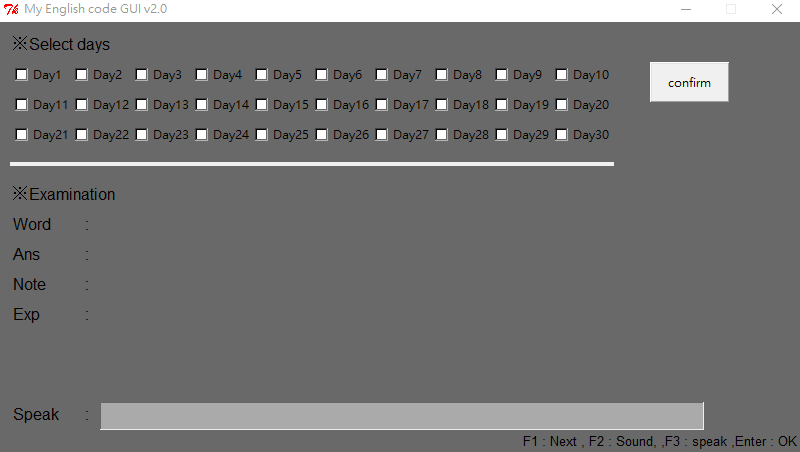 My English code GUI v2.0
※Select days
Day1 Day2 Day3 Day4 Day5 Day6 Day7 Day8 Day9 Day10
confirm
Day11 Day12 Day13 Day14 Day15 Day16 Day17 Day18 Day19 Day20
Day21 Day22 Day23 Day24 Day25 Day26 Day27 Day28 Day29 Day30
※Examination
Word :
Ans :
Note :
Exp :
Speak :
F1 : Next , F2 : Sound, ,F3 : speak ,Enter : OK